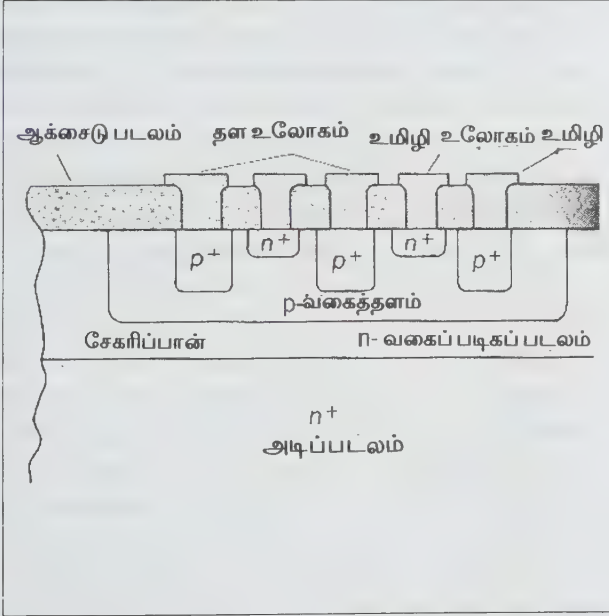 ஆக்சைடு படலம் தள உலோகம் உமிழி உலோகம் உமிழி
n+ n+
p+ p+ p+
p-வகைத்தளம்
சேகரிப்பான் n- வகைப் படிகப் படலம்
n+
அடிப்படலம்